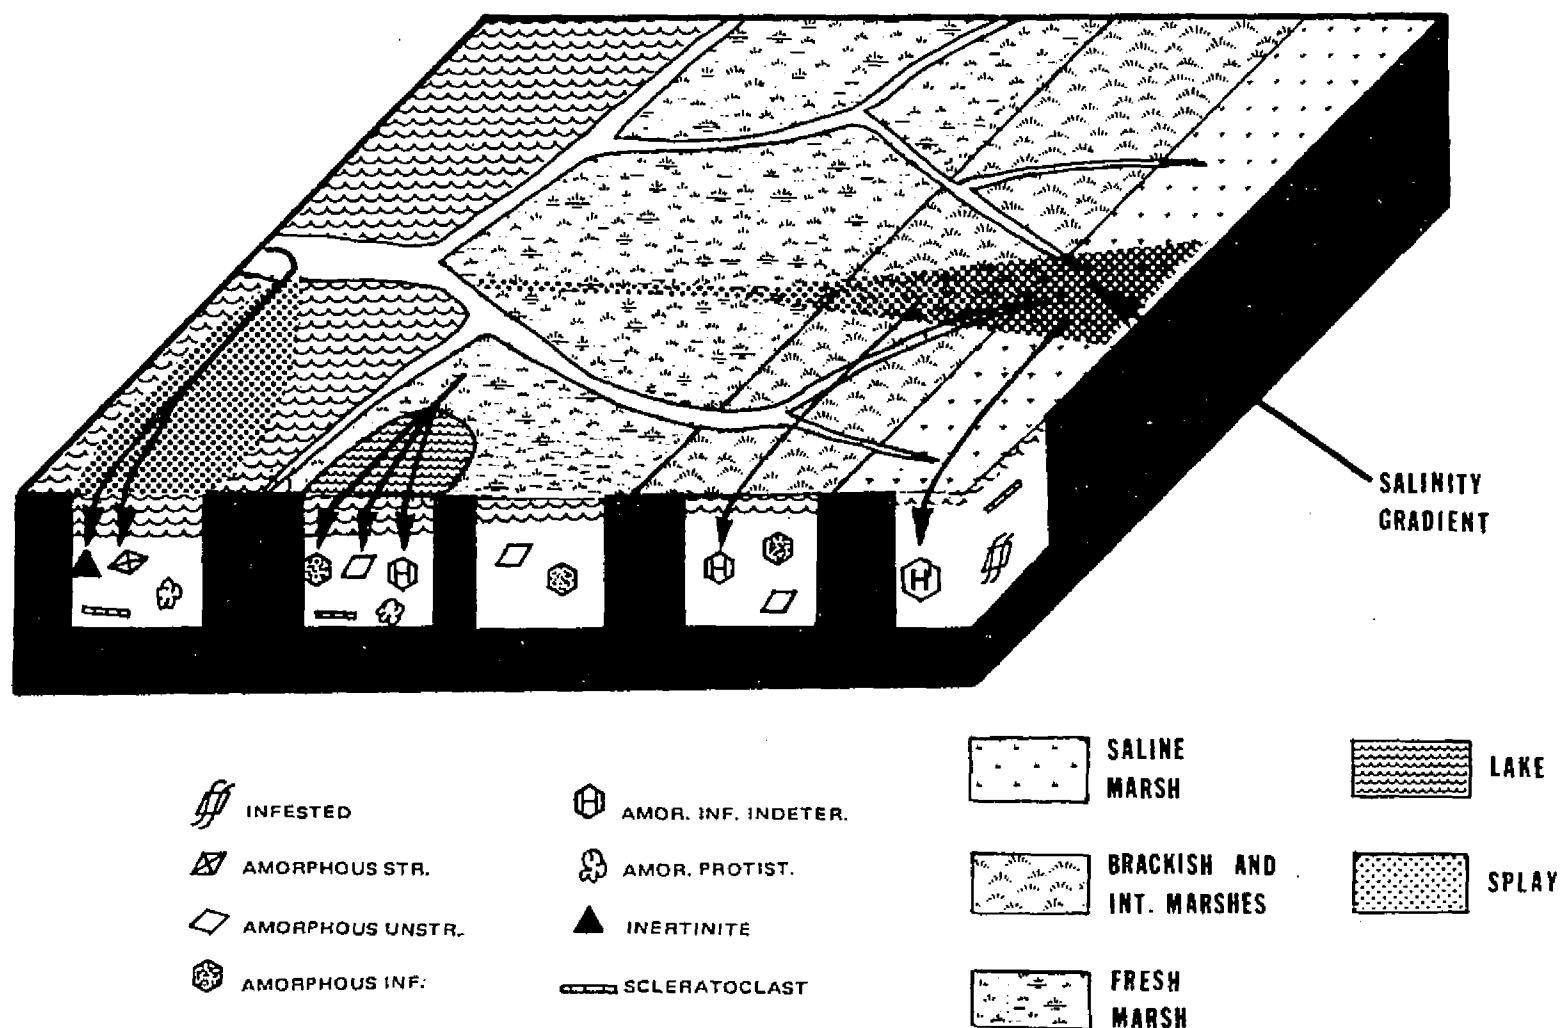 SALINITY
GRADIENT
INFESTED
AMORPHOUS STR.
AMORPHOUS UNSTR.
AMORPHOUS INF.
H AMOR. INF. INDETER.
AMOR. PROTIST.
INERTINITE
SCLERATOCLAST
SALINE
MARSH
BRACKISH AND
INT. MARSHES
FRESH
MARSH
LAKE
SPLAY
H
H
H